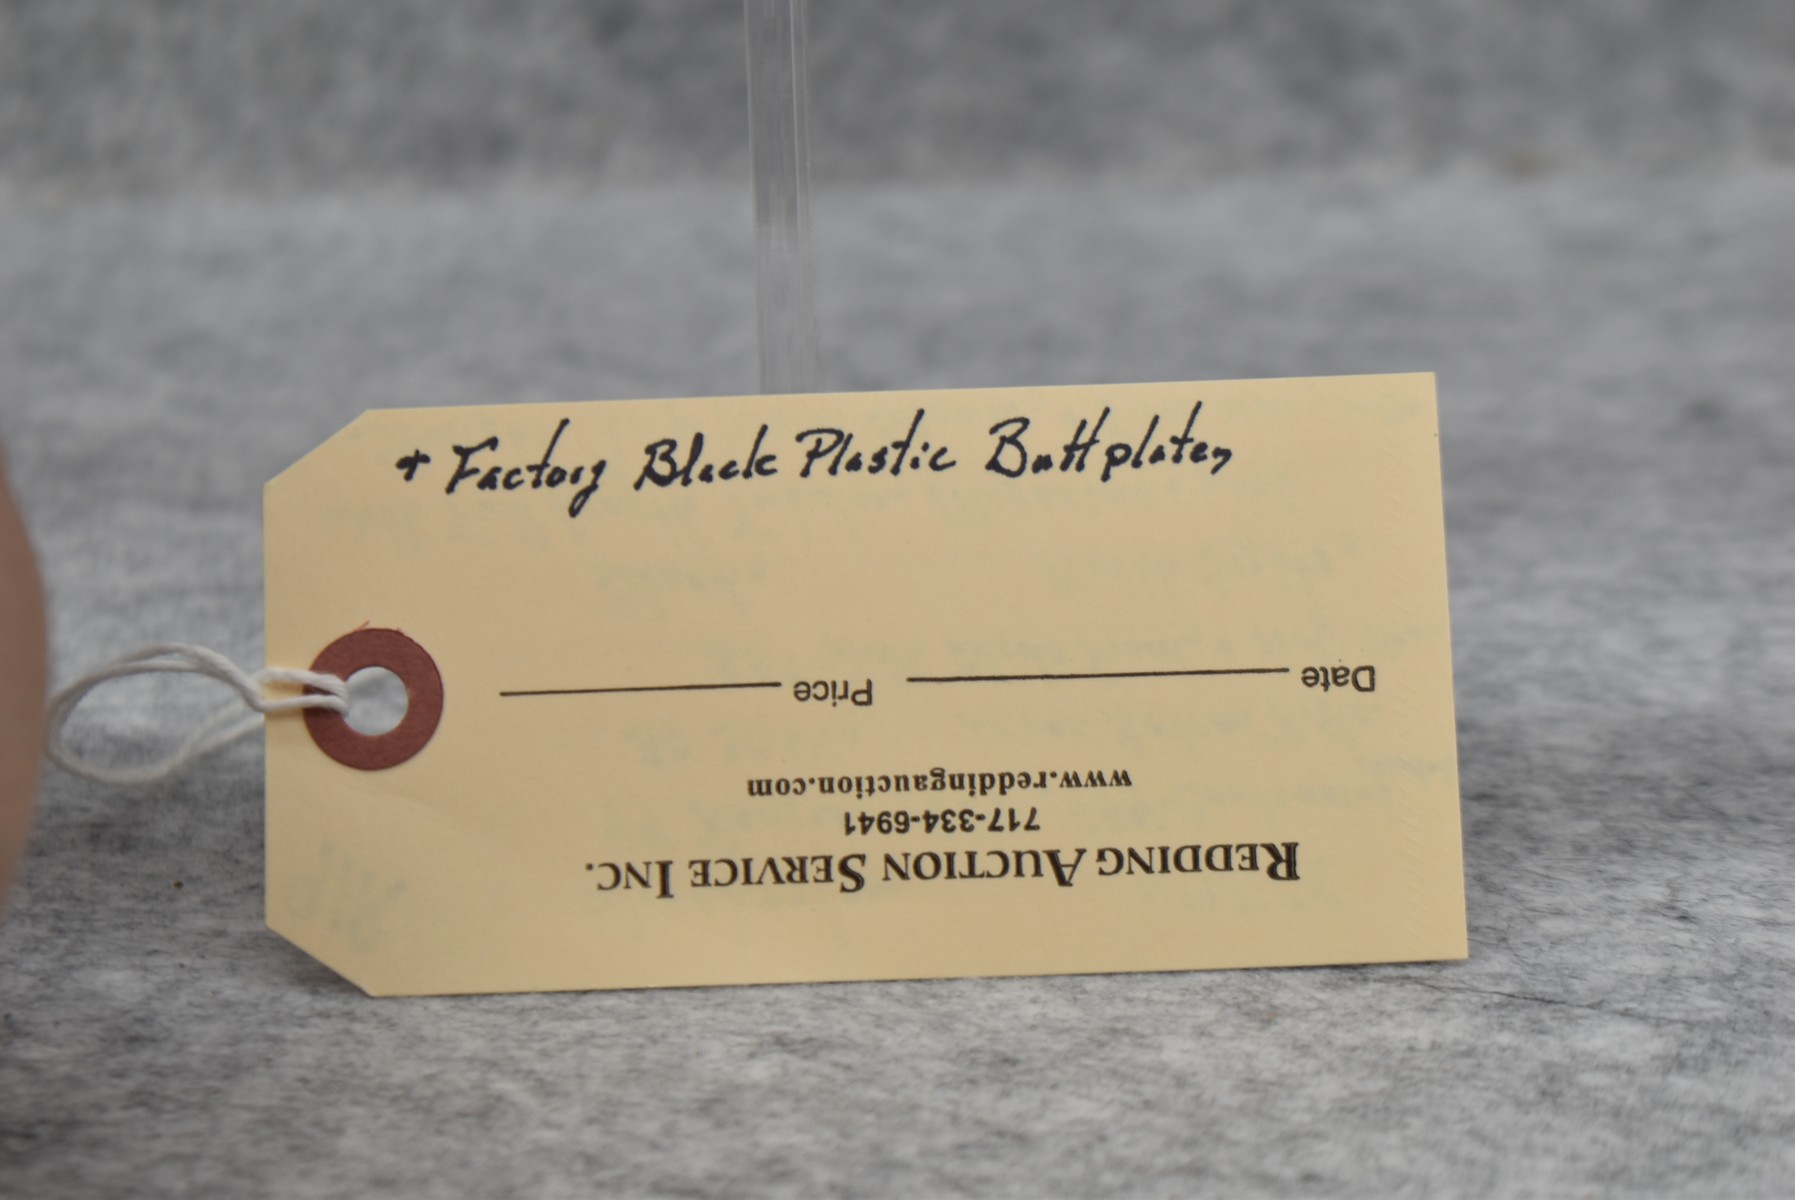 + Factory Black Plastic Buttplate,
REDDING AUCTION SERVICE INC.
717-334-6941
www.reddingauction.com
Date Price